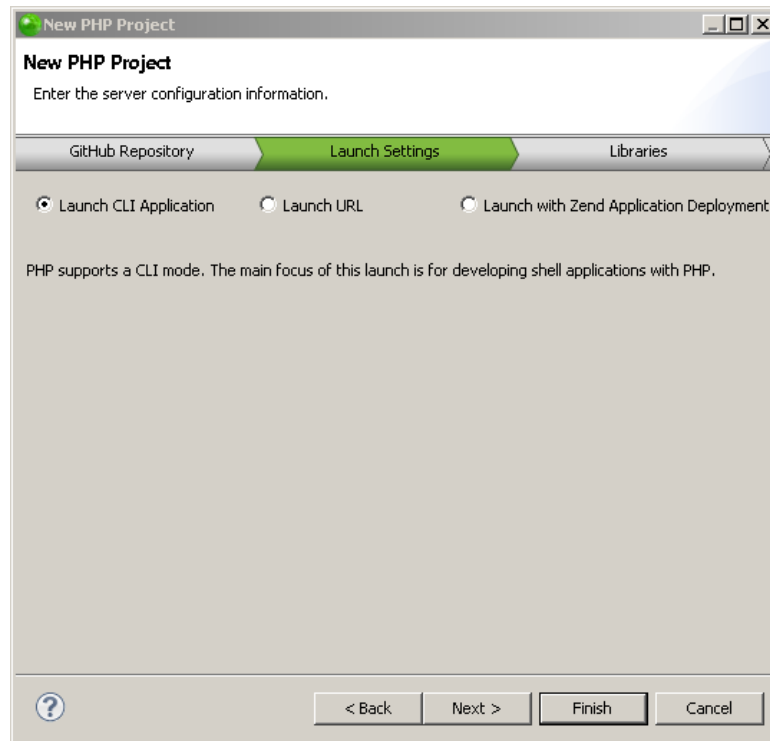 New PHP Project
New PHP Project
Enter the server configuration information.
GitHub Repository Launch Settings Libraries
Launch CLI Application Launch URL Launch with Zend Application Deployment
PHP supports a CLI mode. The main focus of this launch is for developing shell applications with PHP.
? < Back Next > Finish Cancel